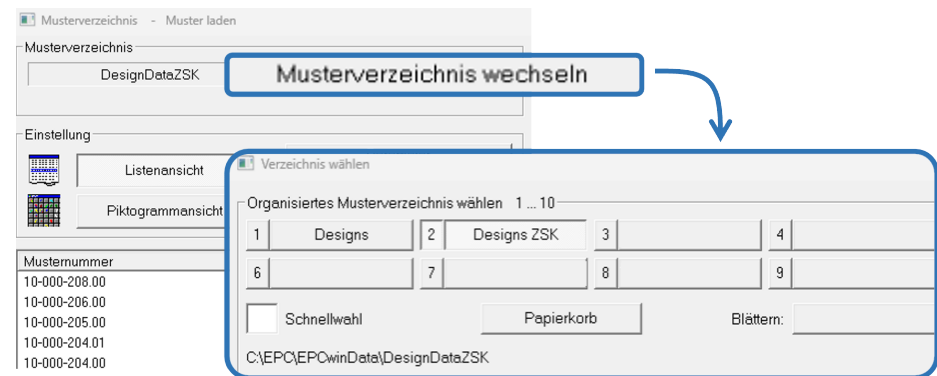 Musterverzeichnis - Muster laden
Musterverzeichnis
DesignDataZSK
Musterverzeichnis wechseln
Einstellung
Listenansicht
Piktogrammansicht
Musternummer
10-000-208.00
10-000-206.00
10-000-205.00
10-000-204.01
10-000-204.00
Verzeichnis wählen
Organisiertes Musterverzeichnis wählen 1 ... 10
1 Designs 2 Designs ZSK 3 4
6 7 8 9
Schnellwahl Papierkorb Blättern:
C:\EPC\EPCwinData\DesignDataZSK